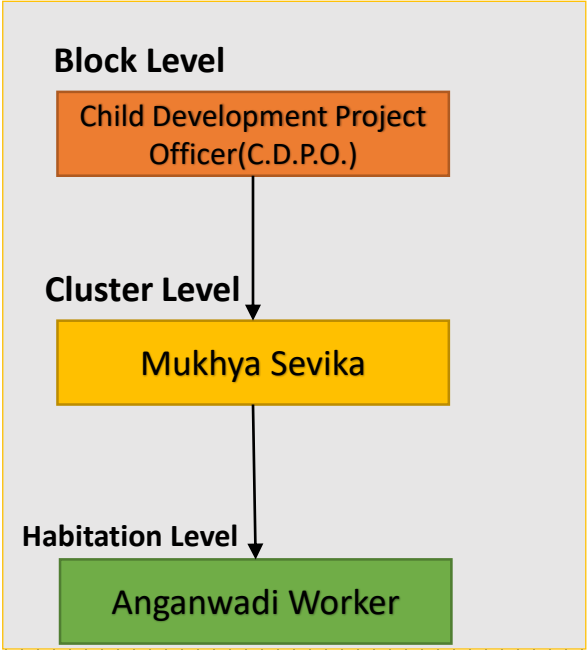 Block Level
Child Development Project
Officer(C.D.P.O.)
Cluster Level
Mukhya Sevika
Habitation Level
Anganwadi Worker